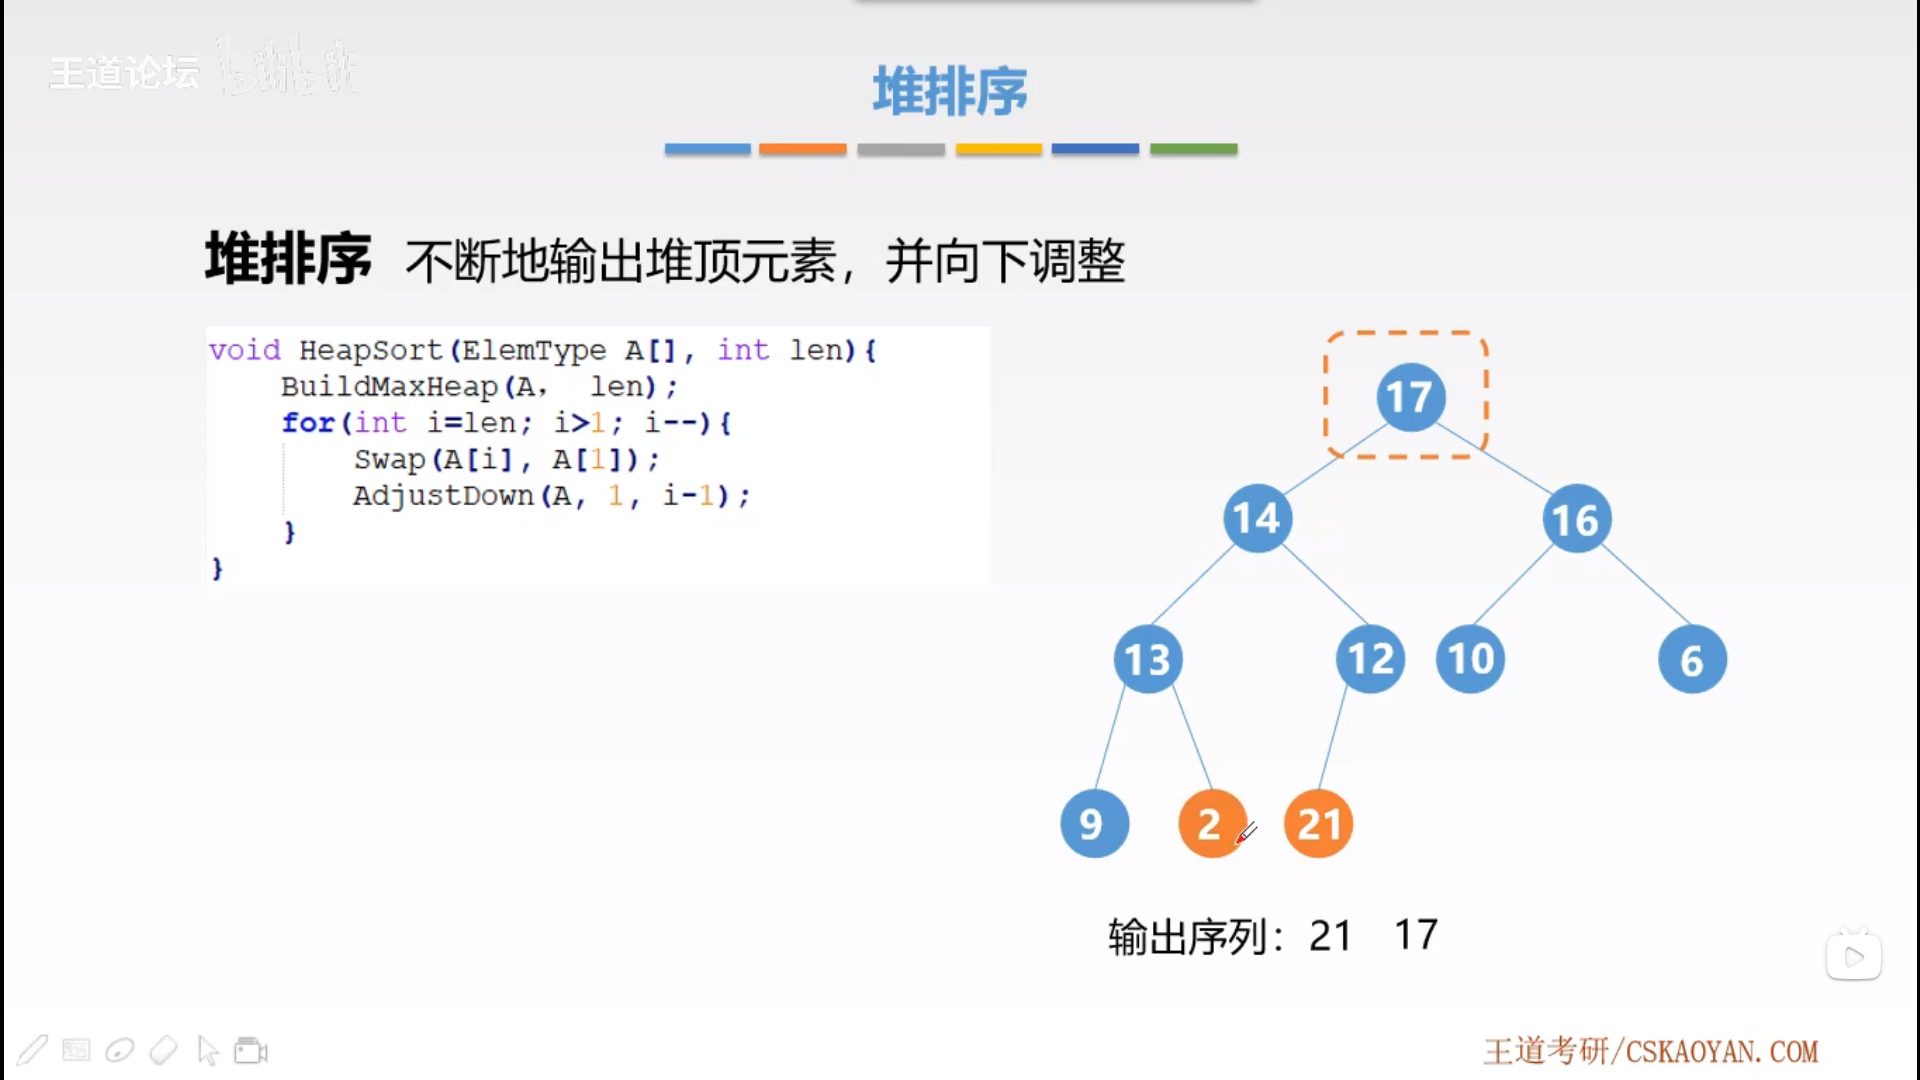 王道论坛 bilibili
堆排序
堆排序 不断地输出堆顶元素，并向下调整
void HeapSort(ElemType A[], int len){
BuildMaxHeap(A， len);
for(int i=len; i>1; i--){
Swap(A[i], A[1]);
AdjustDown(A, 1, i-1);
}
}
17
14 16
13 12 10 6
9 2 21
输出序列：21 17
王道考研/CSKAOYAN.COM